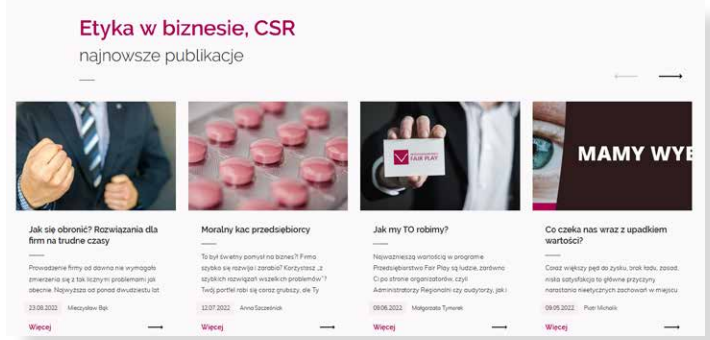 Etyka w biznesie, CSR
najnowsze publikacje
Jak się obronić? Rozwiązania dla
firm na trudne czasy
Prowadzenie firmy od dawna nie wymagało
zmierzenia się z tak licznymi problemami jak
obecnie. Najwyższa od ponad dwudziestu lat
23.08.2022 Mieczysław Bąk
Więcej
Moralny kac przedsiębiorcy
To był świetny pomysł na biznes?! Firma
szybko się rozwija i zarabia? Korzystasz „z
szybkich rozwiązań wszelkich problemów"?
Twój portfel robi się coraz grubszy, ale Ty
12.07.2022 Anna Szcześniak
Więcej
FAIR PLAY
Jak my TO robimy?
Najważniejszą wartością w programie
Przedsiębiorstwo Fair Play są ludzie, zarówno
Ci po stronie organizatorów, czyli
Administratorzy Regionalni czy audytorzy, jak i
09.06.2022 Małgorzata Tymorek
Więcej
MAMY WYB
Co czeka nas wraz z upadkiem
wartości?
Coraz większy pęd do zysku, brak ładu, zasad,
niska satysfakcja to główne przyczyny
narastania nieetycznych zachowań w miejscu
09.05.2022 Piotr Michalik
Więcej